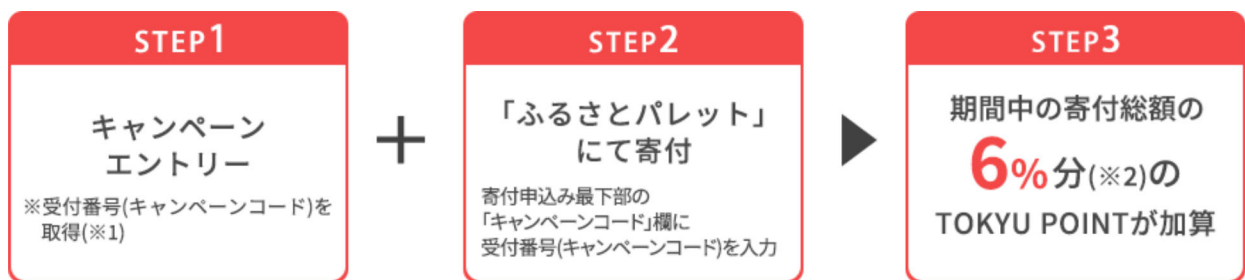 STEP1
キャンペーン
エントリー
※受付番号(キャンペーンコード)を
取得(※1)
＋
STEP2
「ふるさとパレット」
にて寄付
寄付申込み最下部の
「キャンペーンコード」欄に
受付番号(キャンペーンコード)を入力
STEP3
期間中の寄付総額の
6%分(※2)の
TOKYU POINTが加算